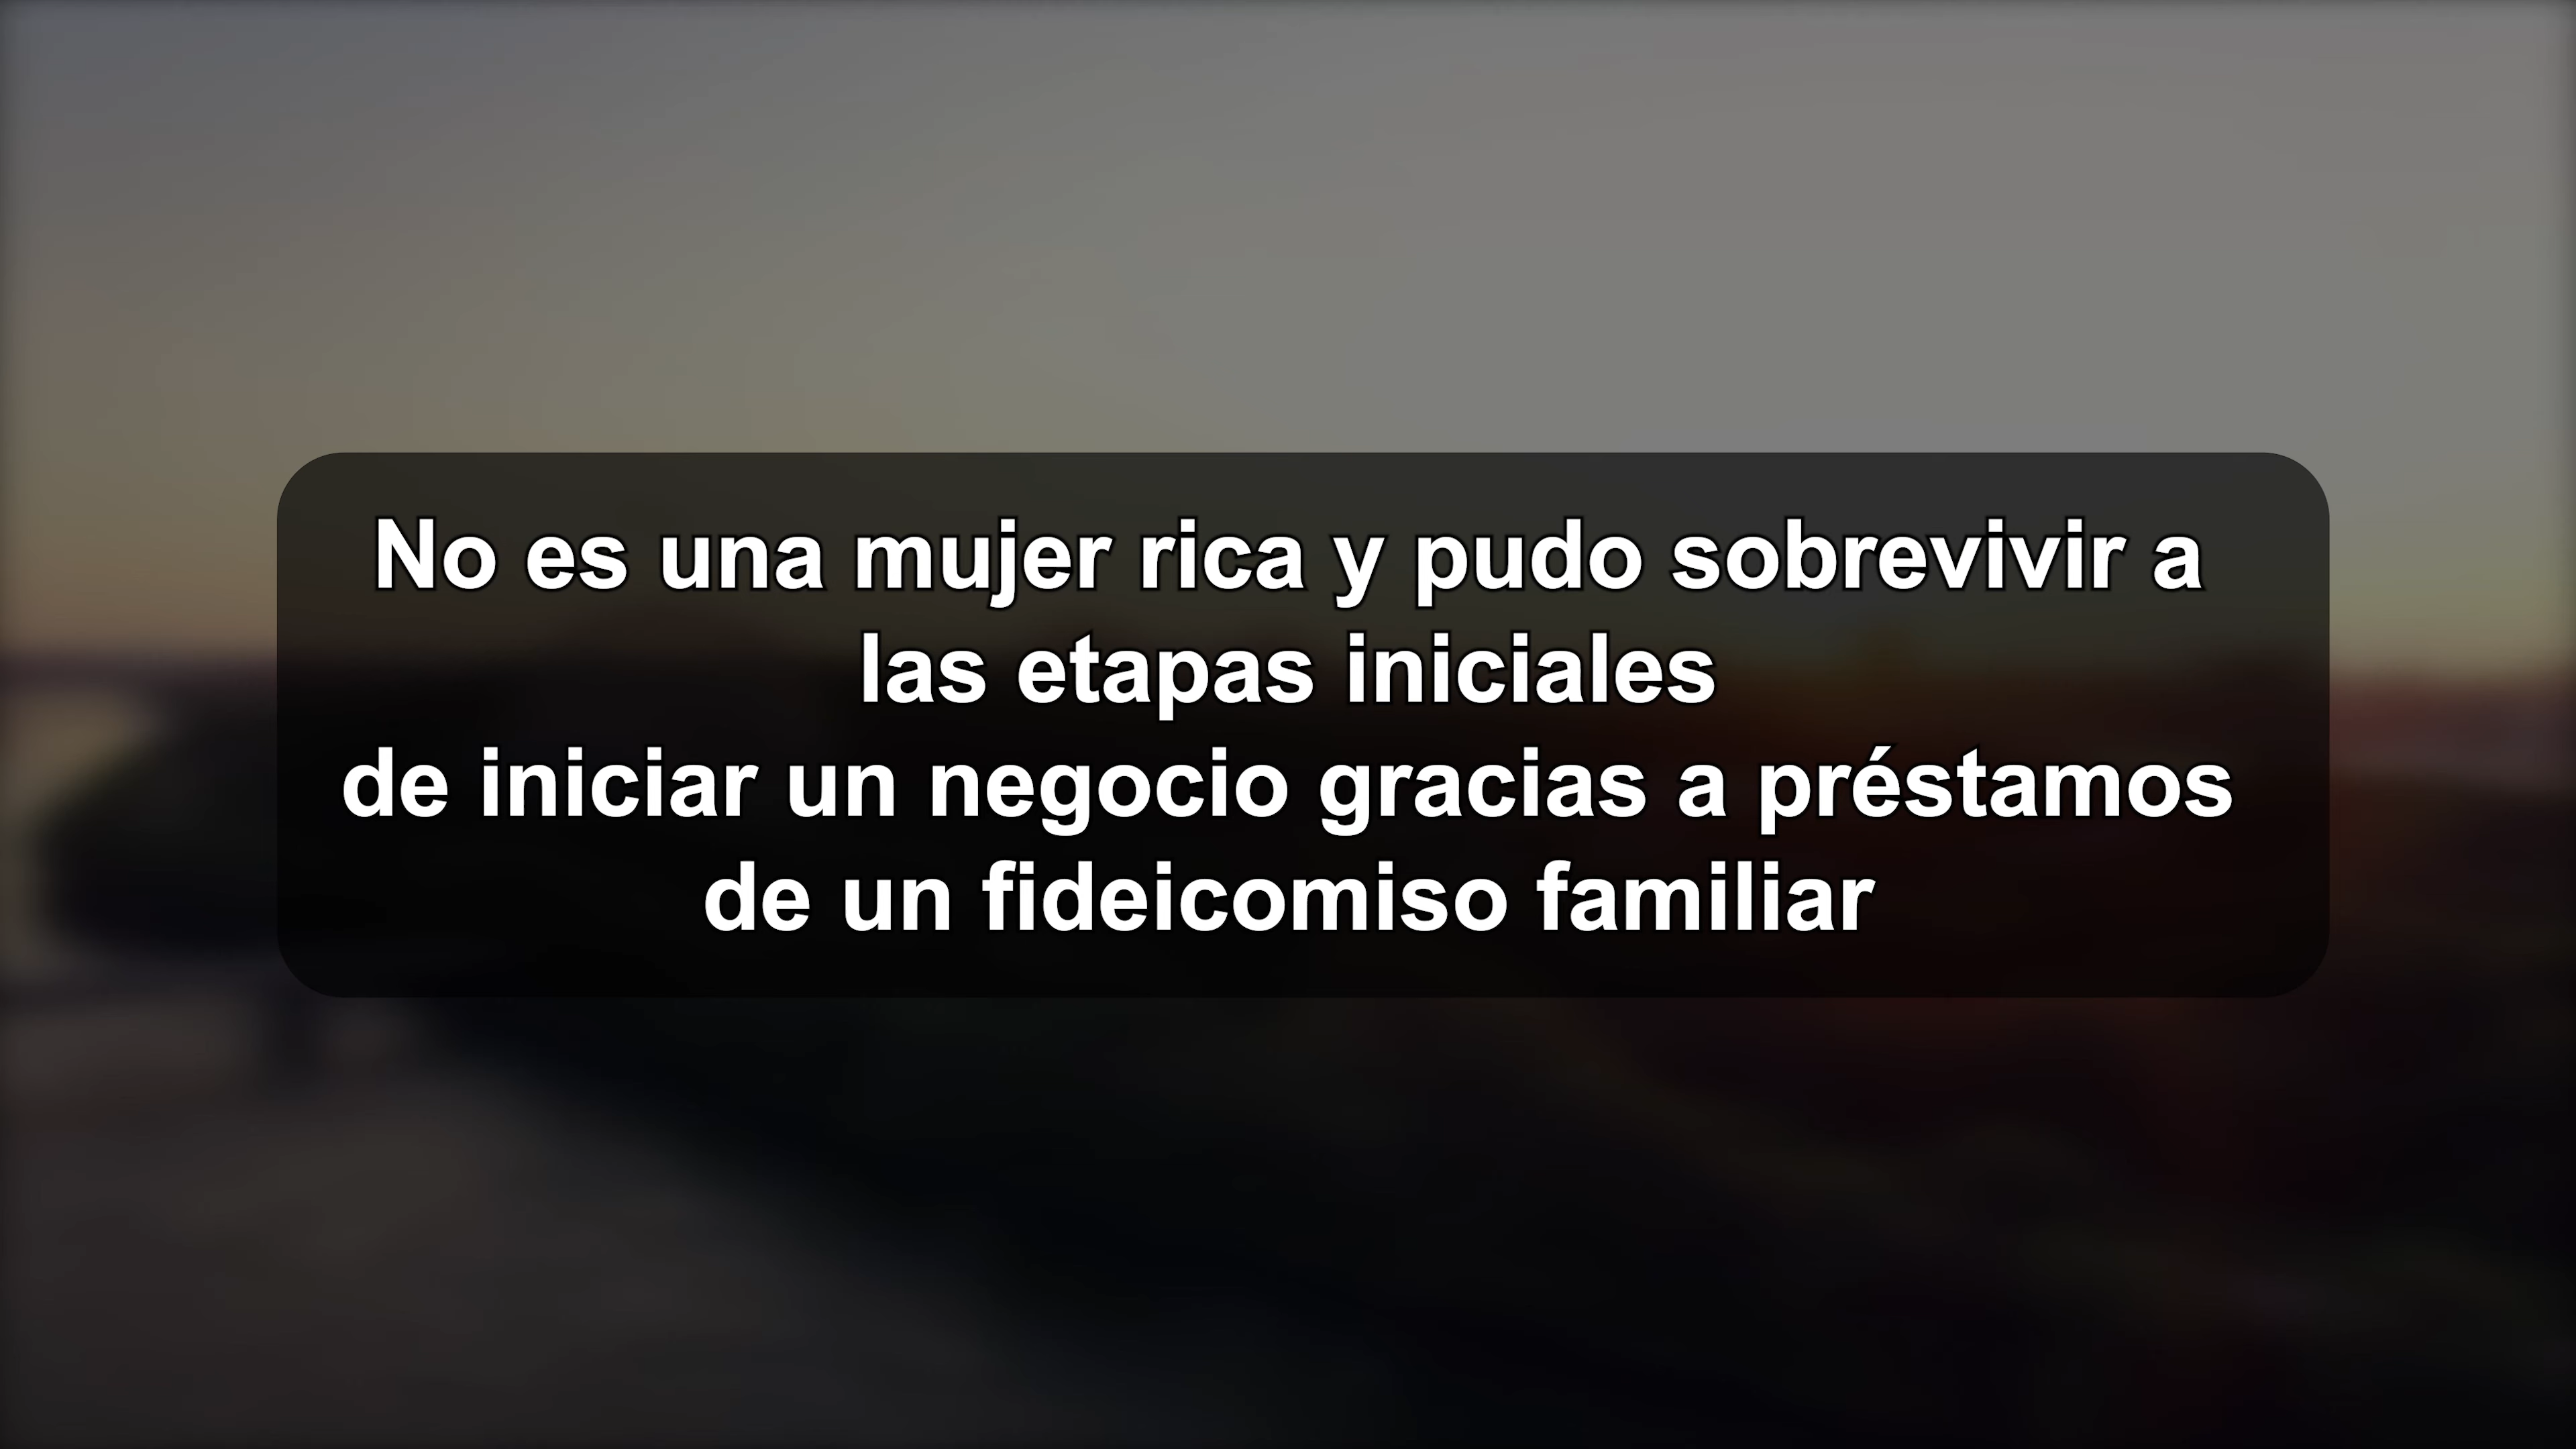 No es una mujer rica y pudo sobrevivir a
las etapas iniciales
de iniciar un negocio gracias a préstamos
de un fideicomiso familiar